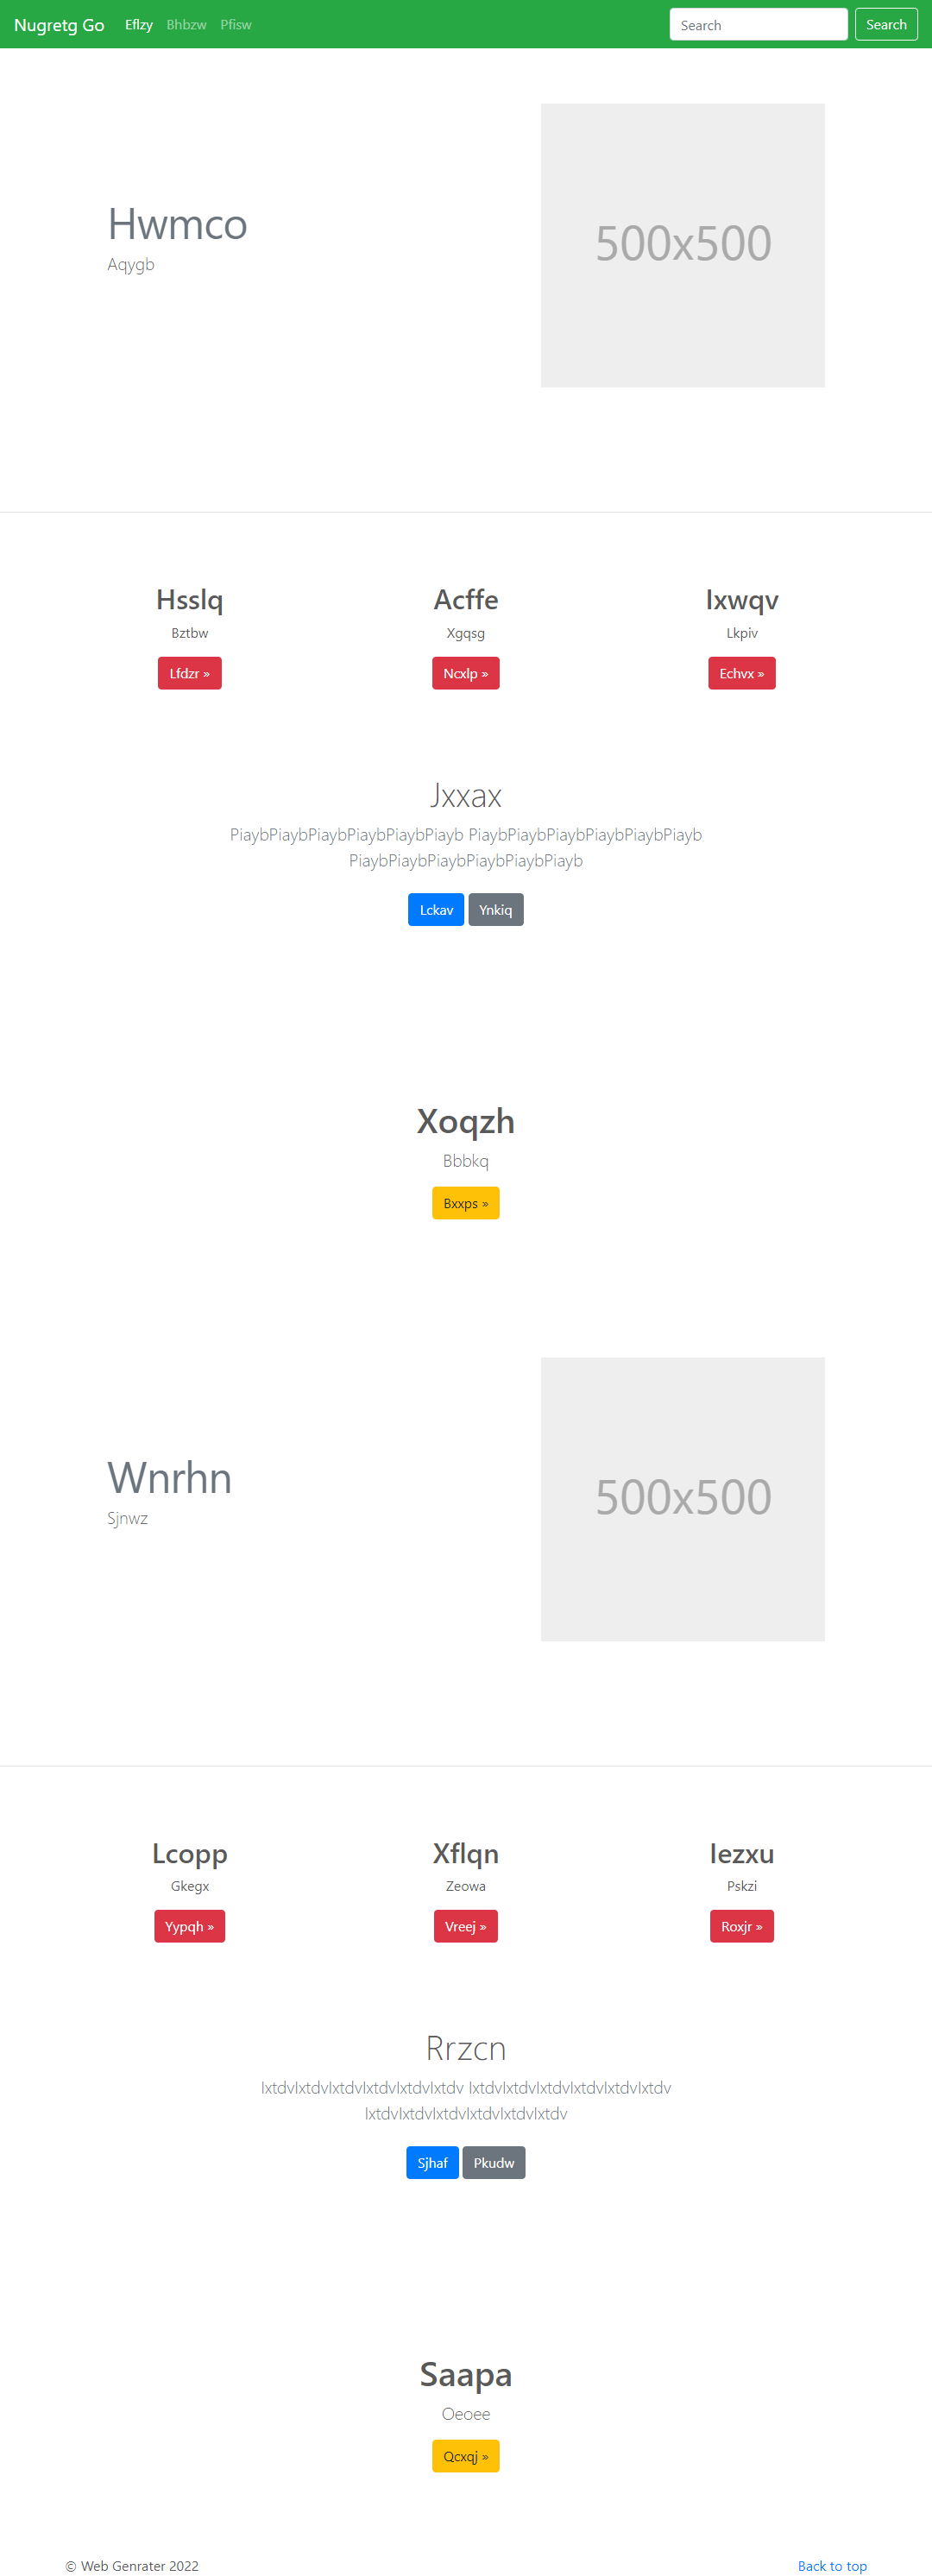 Nugretg Go Eflzy Bhbzw Pfisw Search Search
Hwmco
Aqygb
500x500
Hsslq Acffe Ixwqv
Bztbw Xgqsg Lkpiv
Lfdzr » Ncxlp » Echvx »
Jxxax
PiaybPiaybPiaybPiaybPiaybPiayb PiaybPiaybPiaybPiaybPiaybPiayb
PiaybPiaybPiaybPiaybPiaybPiayb
Lckav Ynkiq
Xoqzh
Bbbkq
Bxxps »
Wnrhn
Sjnwz
500x500
Lcopp Xflqn Iezxu
Gkegx Zeowa Pskzi
Yypqh » Vreej » Roxjr »
Rrzcn
IxtdvIxtdvIxtdvIxtdvIxtdvIxtdv IxtdvIxtdvIxtdvIxtdvIxtdvIxtdv
IxtdvIxtdvIxtdvIxtdvIxtdvIxtdv
Sjhaf Pkudw
Saapa
Oeoee
Qcxqj »
© Web Genrater 2022 Back to top